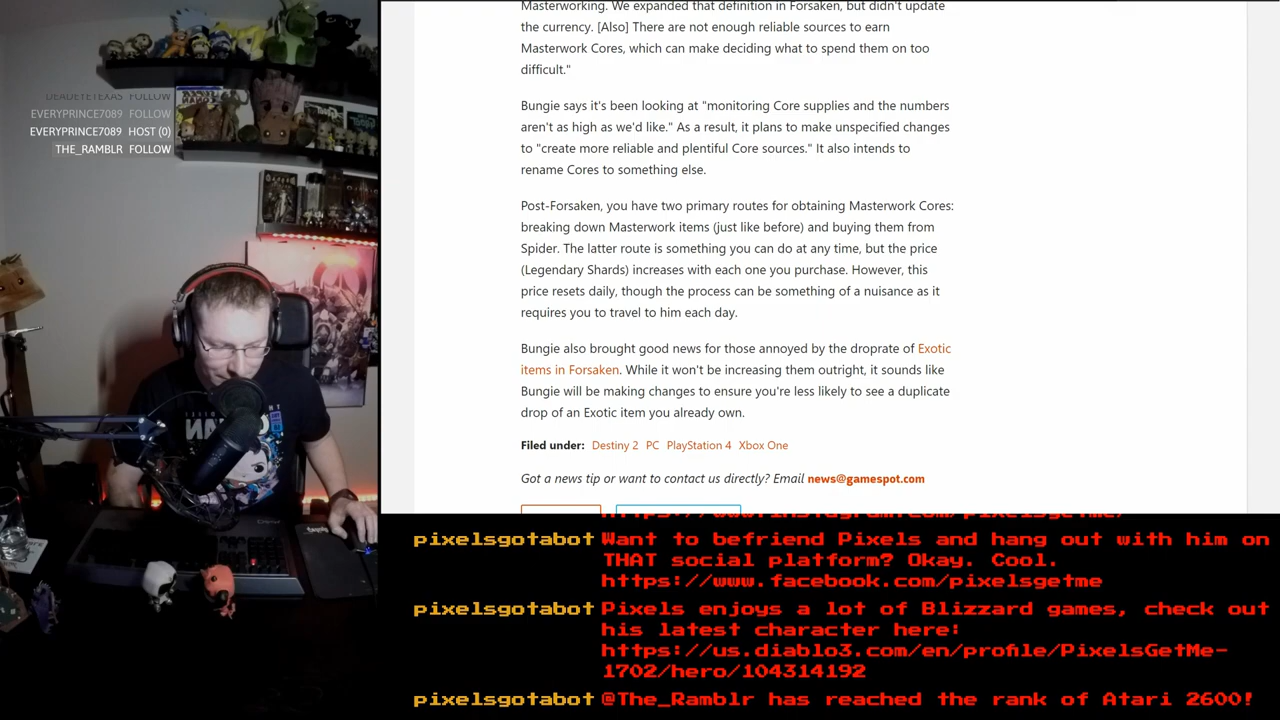 Masterworking. We expanded that definition in Forsaken, but didn't update
the currency. [Also] There are not enough reliable sources to earn
Masterwork Cores, which can make deciding what to spend them on too
difficult."
Bungie says it's been looking at "monitoring Core supplies and the numbers
aren't as high as we'd like." As a result, it plans to make unspecified changes
to "create more reliable and plentiful Core sources." It also intends to
rename Cores to something else.
Post-Forsaken, you have two primary routes for obtaining Masterwork Cores:
breaking down Masterwork items (just like before) and buying them from
Spider. The latter route is something you can do at any time, but the price
(Legendary Shards) increases with each one you purchase. However, this
price resets daily, though the process can be something of a nuisance as it
requires you to travel to him each day.
Bungie also brought good news for those annoyed by the droprate of Exotic
items in Forsaken. While it won't be increasing them outright, it sounds like
Bungie will be making changes to ensure you're less likely to see a duplicate
drop of an Exotic item you already own.
Filed under: Destiny 2 PC PlayStation 4 Xbox One
Got a news tip or want to contact us directly? Email news@gamespot.com
DEADEYETEXAS FOLLOW
EVERYPRINCE7089 FOLLOW
EVERYPRINCE7089 HOST (0)
THE_RAMBLR FOLLOW
https://www.instagram.com/pixelsgetme/
pixelsgotabot Want to befriend Pixels and hang out with him on
THAT social platform? Okay. Cool.
https://www.facebook.com/pixelsgetme
pixelsgotabot Pixels enjoys a lot of Blizzard games, check out
his latest character here:
https://us.diablo3.com/en/profile/PixelsGetMe-
1702/hero/104314192
pixelsgotabot @The_Ramblr has reached the rank of Atari 2600!